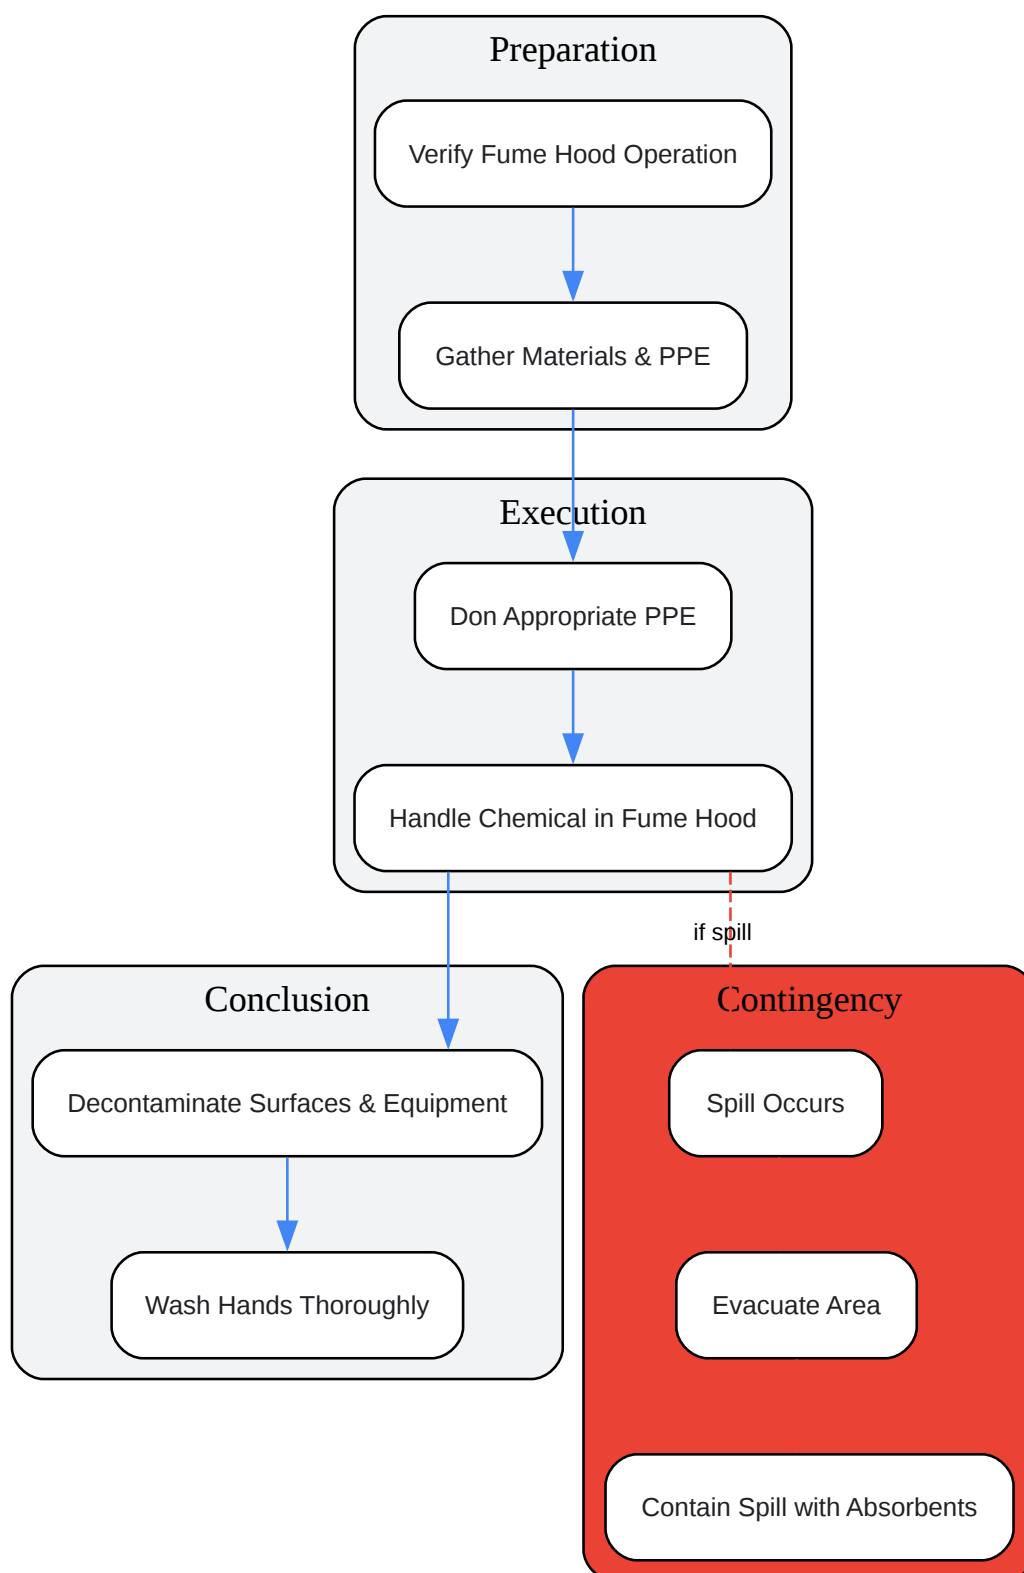 Preparation
Verify Fume Hood Operation
Gather Materials & PPE
Execution
Don Appropriate PPE
Handle Chemical in Fume Hood
if spill
Conclusion
Decontaminate Surfaces & Equipment
Wash Hands Thoroughly
Contingency
Spill Occurs
Evacuate Area
Contain Spill with Absorbents